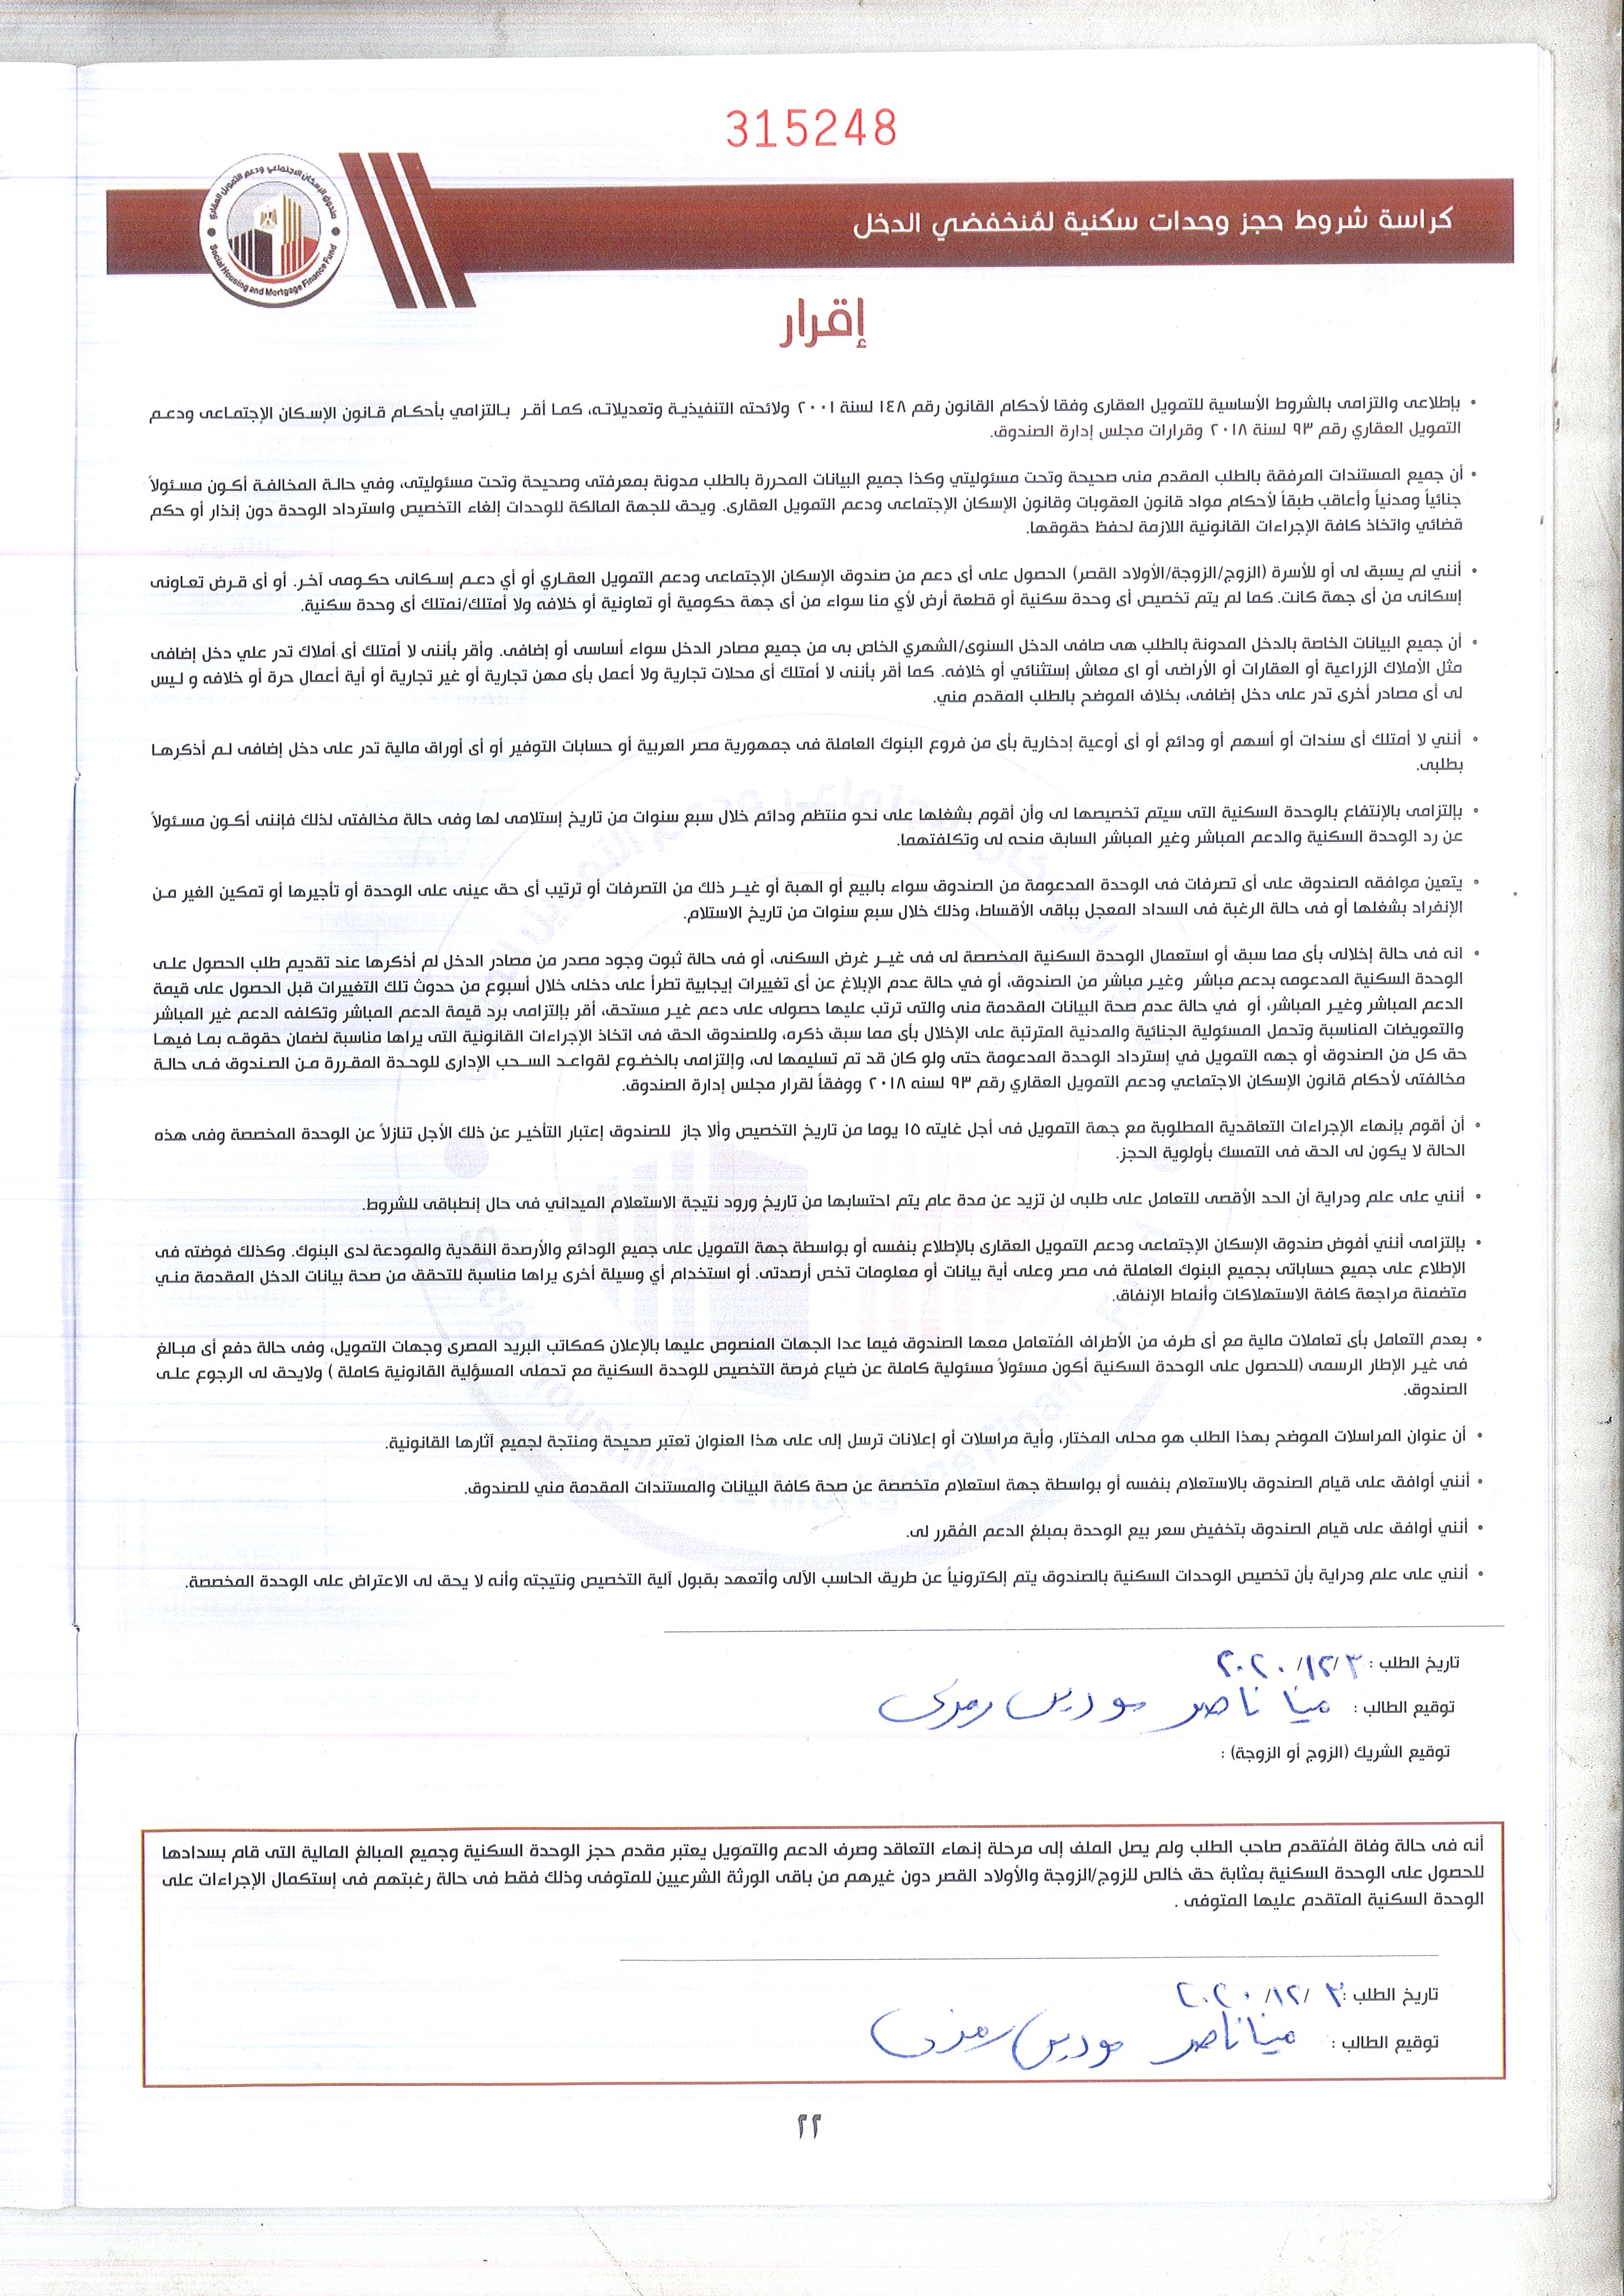 315248
صندوق الإسكان الاجتماعي ودعم التمويل العقاري
Social Housing and Mortgage Finance Fund
كراسة شروط حجز وحدات سكنية لمُنخفضي الدخل
إقرار
• بإطلاعى والتزامى بالشروط الأساسية للتمويل العقارى وفقا لأحكام القانون رقم ١٤٨ لسنة ٢٠٠١ ولائحته التنفيذية وتعديلاته، كما أقر بالتزامي بأحكام قانون الإسكان الإجتماعى ودعم
التمويل العقاري رقم ٩٣ لسنة ٢٠١٨ وقرارات مجلس إدارة الصندوق.
• أن جميع المستندات المرفقة بالطلب المقدم منى صحيحة وتحت مسئوليتي وكذا جميع البيانات المحررة بالطلب مدونة بمعرفتى وصحيحة وتحت مسئوليتى، وفي حالة المخالفة أكون مسئولاً
جنائياً ومدنياً وأعاقب طبقاً لأحكام مواد قانون العقوبات وقانون الإسكان الإجتماعى ودعم التمويل العقارى. ويحق للجهة المالكة للوحدات إلغاء التخصيص واسترداد الوحدة دون إنذار أو حكم
قضائي واتخاذ كافة الإجراءات القانونية اللازمة لحفظ حقوقها.
• أنني لم يسبق لى أو للأسرة (الزوج/الزوجة/الأولاد القصر) الحصول على أى دعم من صندوق الإسكان الإجتماعى ودعم التمويل العقاري أو أي دعم إسكانى حكومى آخر. أو أى قرض تعاونى
إسكانى من أى جهة كانت. كما لم يتم تخصيص أى وحدة سكنية أو قطعة أرض لأي منا سواء من أى جهة حكومية أو تعاونية أو خلافه ولا أمتلك/نمتلك أى وحدة سكنية.
• أن جميع البيانات الخاصة بالدخل المدونة بالطلب هى صافى الدخل السنوى/الشهري الخاص بى من جميع مصادر الدخل سواء أساسى أو إضافى. وأقر بأننى لا أمتلك أى أملاك تدر علي دخل إضافى
مثل الأملاك الزراعية أو العقارات أو الأراضى أو اى معاش إستثنائي أو خلافه. كما أقر بأننى لا أمتلك أى محلات تجارية ولا أعمل بأى مهن تجارية أو غير تجارية أو أية أعمال حرة أو خلافه و ليس
لى أى مصادر أخرى تدر على دخل إضافى، بخلاف الموضح بالطلب المقدم مني.
• أنني لا أمتلك أى سندات أو أسهم أو ودائع أو أى أوعية إدخارية بأى من فروع البنوك العاملة فى جمهورية مصر العربية أو حسابات التوفير أو أى أوراق مالية تدر على دخل إضافى لم أذكرها
بطلبى.
• بإلتزامى بالإنتفاع بالوحدة السكنية التى سيتم تخصيصها لى وأن أقوم بشغلها على نحو منتظم ودائم خلال سبع سنوات من تاريخ إستلامى لها وفى حالة مخالفتى لذلك فإننى أكون مسئولاً
عن رد الوحدة السكنية والدعم المباشر وغير المباشر السابق منحه لى وتكلفتهما.
• يتعين موافقه الصندوق على أى تصرفات فى الوحدة المدعومة من الصندوق سواء بالبيع أو الهبة أو غير ذلك من التصرفات أو ترتيب أى حق عينى على الوحدة أو تأجيرها أو تمكين الغير من
الإنفراد بشغلها أو فى حالة الرغبة فى السداد المعجل بباقى الأقساط، وذلك خلال سبع سنوات من تاريخ الاستلام.
• انه فى حالة إخلالى بأى مما سبق أو استعمال الوحدة السكنية المخصصة لى فى غير غرض السكنى، أو فى حالة ثبوت وجود مصدر من مصادر الدخل لم أذكرها عند تقديم طلب الحصول على
الوحدة السكنية المدعومه بدعم مباشر وغير مباشر من الصندوق، أو في حالة عدم الإبلاغ عن أى تغييرات إيجابية تطرأ على دخلى خلال أسبوع من حدوث تلك التغييرات قبل الحصول على قيمة
الدعم المباشر وغير المباشر، أو في حالة عدم صحة البيانات المقدمة منى والتى ترتب عليها حصولى على دعم غير مستحق، أقر بإلتزامى برد قيمة الدعم المباشر وتكلفه الدعم غير المباشر
والتعويضات المناسبة وتحمل المسئولية الجنائية والمدنية المترتبة على الإخلال بأى مما سبق ذكره، وللصندوق الحق فى اتخاذ الإجراءات القانونية التى يراها مناسبة لضمان حقوقه بما فيها
حق كل من الصندوق أو جهه التمويل في إسترداد الوحدة المدعومة حتى ولو كان قد تم تسليمها لى، وإلتزامى بالخضوع لقواعد السحب الإدارى للوحدة المقررة من الصندوق فى حالة
مخالفتى لأحكام قانون الإسكان الاجتماعي ودعم التمويل العقاري رقم ٩٣ لسنه ٢٠١٨ ووفقاً لقرار مجلس إدارة الصندوق.
• أن أقوم بإنهاء الإجراءات التعاقدية المطلوبة مع جهة التمويل فى أجل غايته ١٥ يوما من تاريخ التخصيص وألا جاز للصندوق إعتبار التأخير عن ذلك الأجل تنازلاً عن الوحدة المخصصة وفى هذه
الحالة لا يكون لى الحق فى التمسك بأولوية الحجز.
• أنني على علم ودراية أن الحد الأقصى للتعامل على طلبى لن تزيد عن مدة عام يتم احتسابها من تاريخ ورود نتيجة الاستعلام الميداني فى حال إنطباقى للشروط.
• بإلتزامى أنني أفوض صندوق الإسكان الإجتماعى ودعم التمويل العقارى بالإطلاع بنفسه أو بواسطة جهة التمويل على جميع الودائع والأرصدة النقدية والمودعة لدى البنوك. وكذلك فوضته فى
الإطلاع على جميع حساباتى بجميع البنوك العاملة فى مصر وعلى أية بيانات أو معلومات تخص أرصدتى. أو استخدام أي وسيلة أخرى يراها مناسبة للتحقق من صحة بيانات الدخل المقدمة مني
متضمنة مراجعة كافة الاستهلاكات وأنماط الإنفاق.
• بعدم التعامل بأى تعاملات مالية مع أى طرف من الأطراف المُتعامل معها الصندوق فيما عدا الجهات المنصوص عليها بالإعلان كمكاتب البريد المصرى وجهات التمويل، وفى حالة دفع أى مبالغ
فى غير الإطار الرسمى (للحصول على الوحدة السكنية أكون مسئولاً مسئولية كاملة عن ضياع فرصة التخصيص للوحدة السكنية مع تحملى المسؤلية القانونية كاملة ) ولايحق لى الرجوع على
الصندوق.
• أن عنوان المراسلات الموضح بهذا الطلب هو محلى المختار، وأية مراسلات أو إعلانات ترسل إلى على هذا العنوان تعتبر صحيحة ومنتجة لجميع آثارها القانونية.
• أنني أوافق على قيام الصندوق بالاستعلام بنفسه أو بواسطة جهة استعلام متخصصة عن صحة كافة البيانات والمستندات المقدمة مني للصندوق.
• أنني أوافق على قيام الصندوق بتخفيض سعر بيع الوحدة بمبلغ الدعم المُقرر لى.
• أنني على علم ودراية بأن تخصيص الوحدات السكنية بالصندوق يتم إلكترونياً عن طريق الحاسب الآلى وأتعهد بقبول آلية التخصيص ونتيجته وأنه لا يحق لى الاعتراض على الوحدة المخصصة.
تاريخ الطلب : ٣ /١٢/ ٢٠٢٠
توقيع الطالب : مينا ناصر موريس رمزى
توقيع الشريك (الزوج أو الزوجة) :
أنه فى حالة وفاة المُتقدم صاحب الطلب ولم يصل الملف إلى مرحلة إنهاء التعاقد وصرف الدعم والتمويل يعتبر مقدم حجز الوحدة السكنية وجميع المبالغ المالية التى قام بسدادها
للحصول على الوحدة السكنية بمثابة حق خالص للزوج/الزوجة والأولاد القصر دون غيرهم من باقى الورثة الشرعيين للمتوفى وذلك فقط فى حالة رغبتهم فى إستكمال الإجراءات على
الوحدة السكنية المتقدم عليها المتوفى .
تاريخ الطلب : ٣ /١٢/ ٢٠٢٠
توقيع الطالب : مينا ناصر موريس رمزى
٢٢